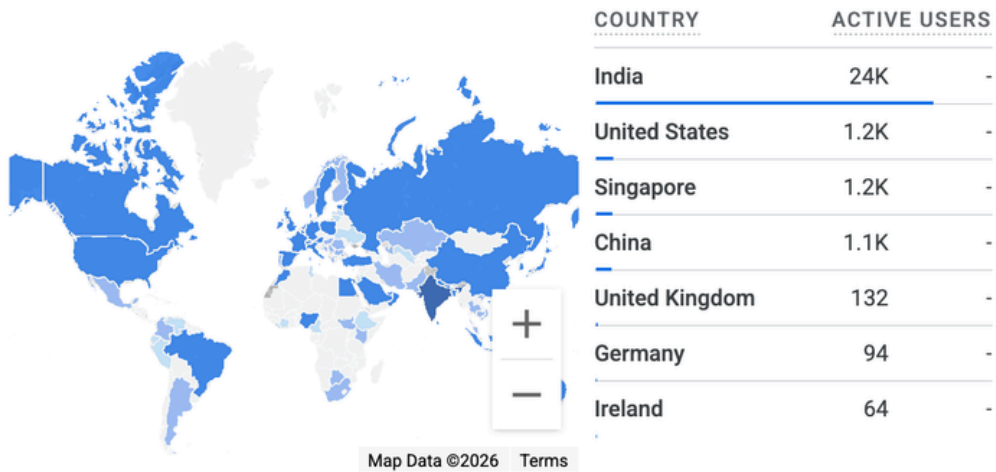 COUNTRY ACTIVE USERS
India 24K -
United States 1.2K -
Singapore 1.2K -
China 1.1K -
United Kingdom 132 -
Germany 94 -
Ireland 64 -
+
−
Map Data ©2026 Terms